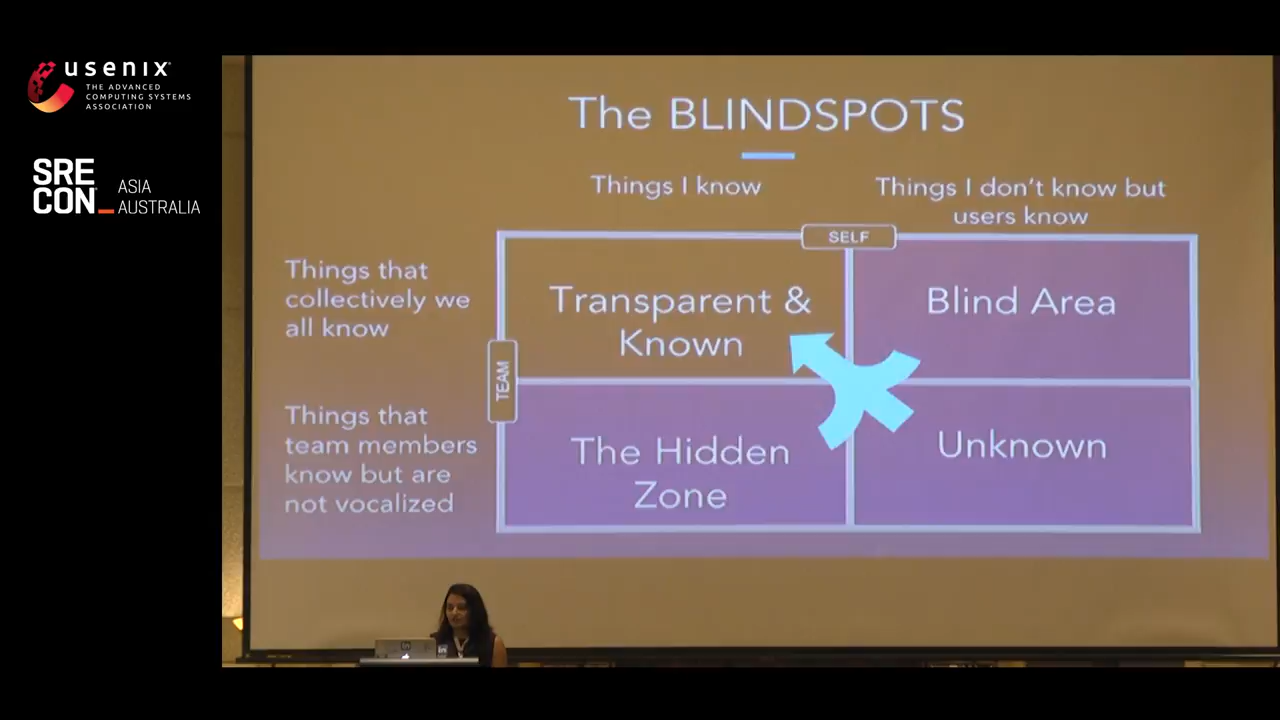 usenix
THE ADVANCED
COMPUTING SYSTEMS
ASSOCIATION
SRE
CON
ASIA
AUSTRALIA
The BLINDSPOTS
Things I know
Things I don't know but
users know
SELF
Things that
collectively we
all know
Transparent &
Known
Blind Area
TEAM
Things that
team members
know but are
not vocalized
The Hidden
Zone
Unknown
in